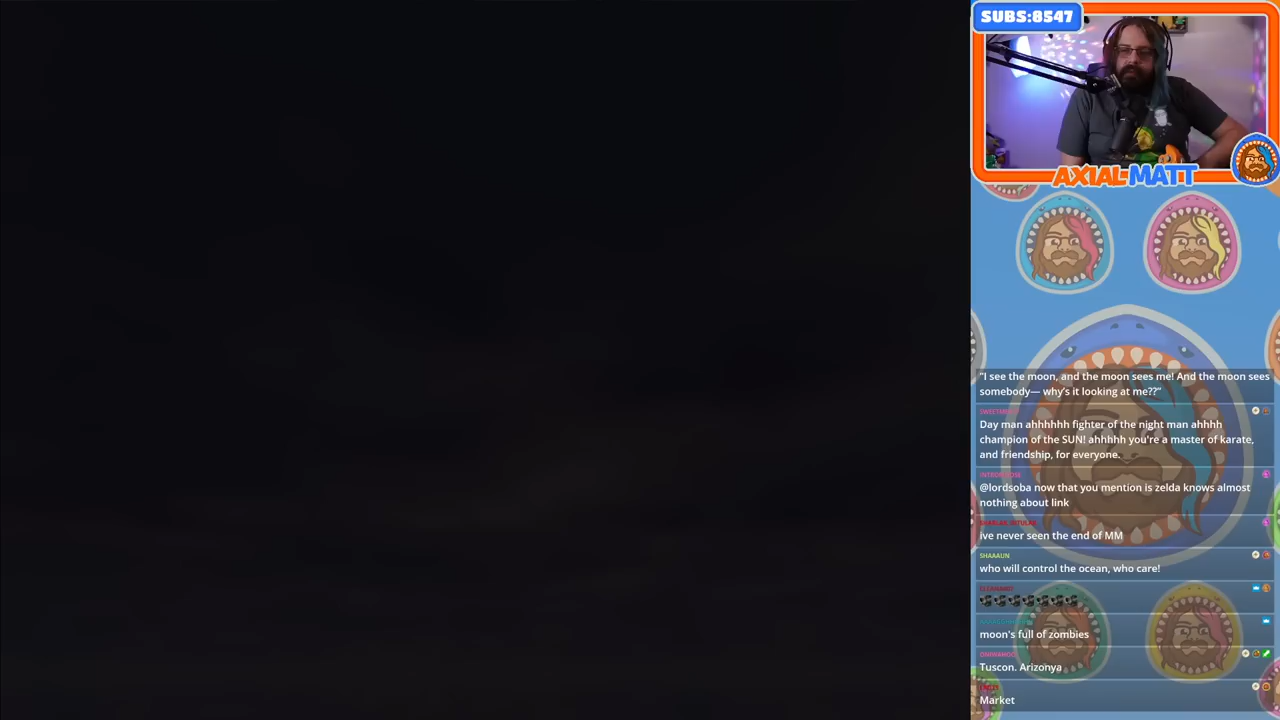 SUBS:8547
AXIALMATT
"I see the moon, and the moon sees me! And the moon sees
somebody— why's it looking at me??"
Day man ahhhhhh fighter of the night man ahhhh
champion of the SUN! ahhhhh you're a master of karate,
and friendship, for everyone.
@lordsoba now that you mention is zelda knows almost
nothing about link
ive never seen the end of MM
SHAAAUN
who will control the ocean, who care!
moon's full of zombies
Tuscon. Arizonya
Market